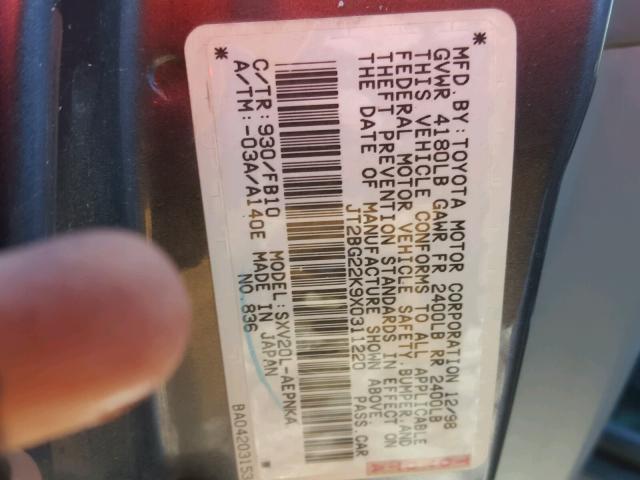 MFD. BY: TOYOTA MOTOR CORPORATION 12/98
GVWR 4180LB GAWR FR 2400LB RR 2400LB
THIS VEHICLE CONFORMS TO ALL APPLICABLE
FEDERAL MOTOR VEHICLE SAFETY, BUMPER, AND
THEFT PREVENTION STANDARDS IN EFFECT ON
THE DATE OF MANUFACTURE SHOWN ABOVE.
* JT2BG22K9X0311220 PASS.CAR *
C/TR: 930/FB10 MODEL: SXV20L-AEPNKA
A/TM: -03A/A140E MADE IN JAPAN
NO. 836
BA04203153